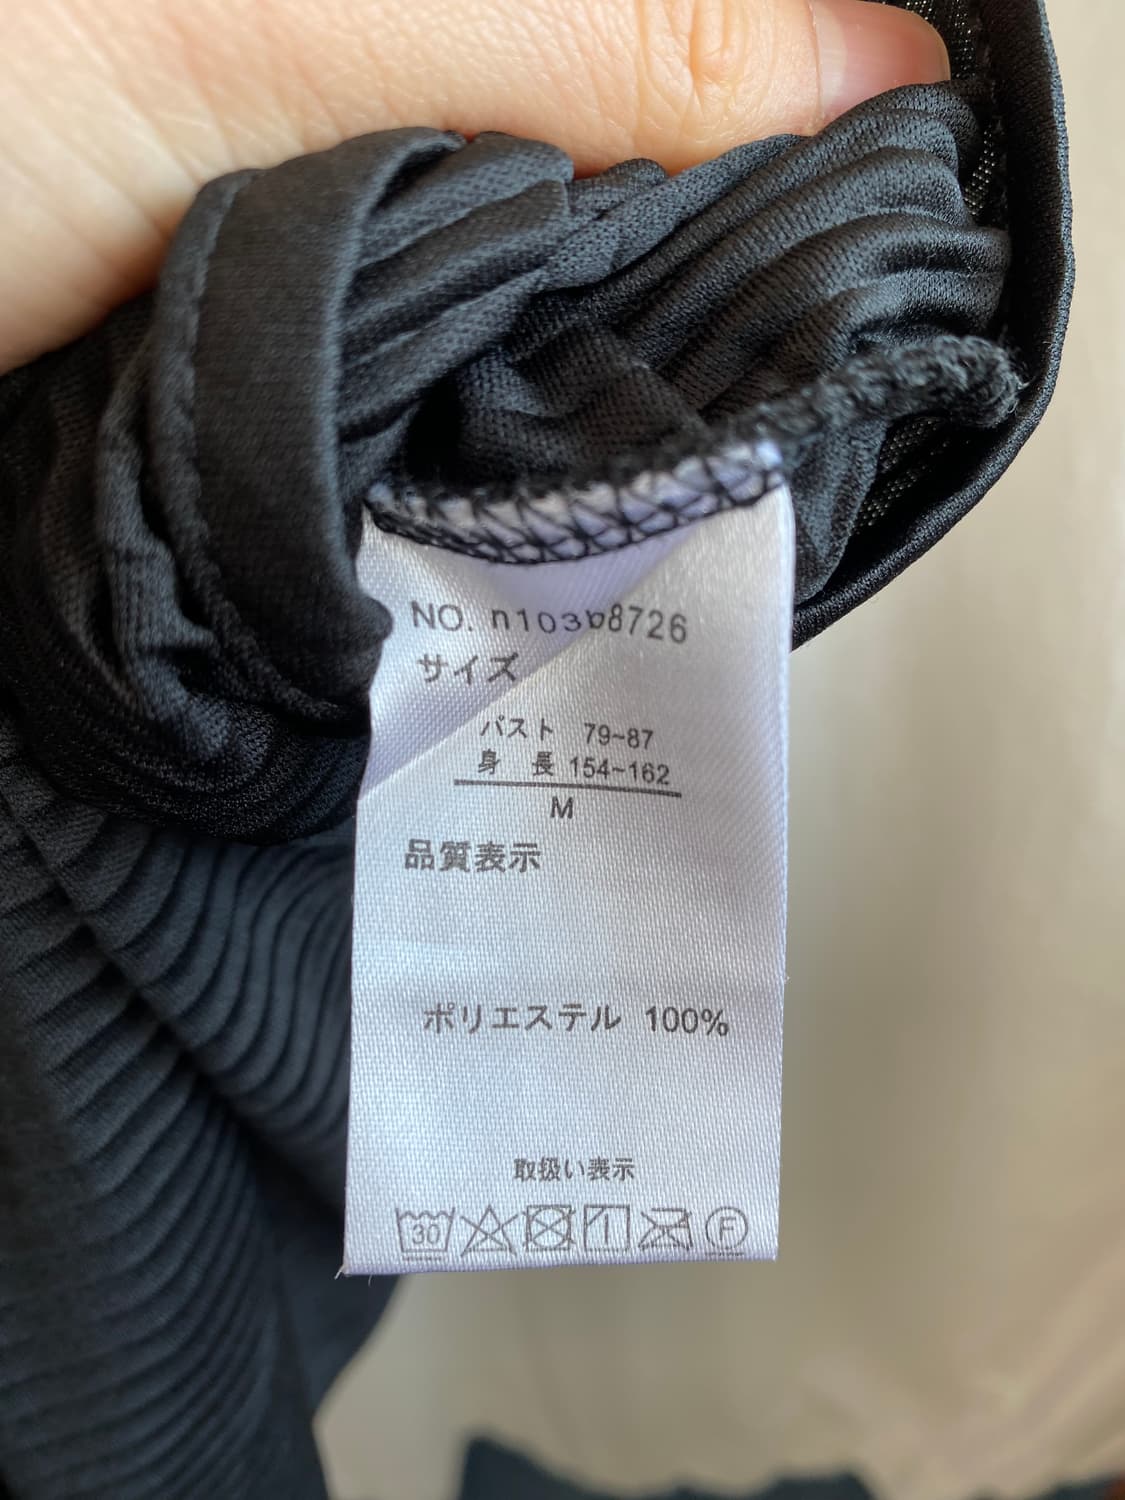 NO. n103b8726
サイズ
バスト 79~87
身 長 154~162
M
品質表示
ポリエステル 100%
取扱い表示
30 F